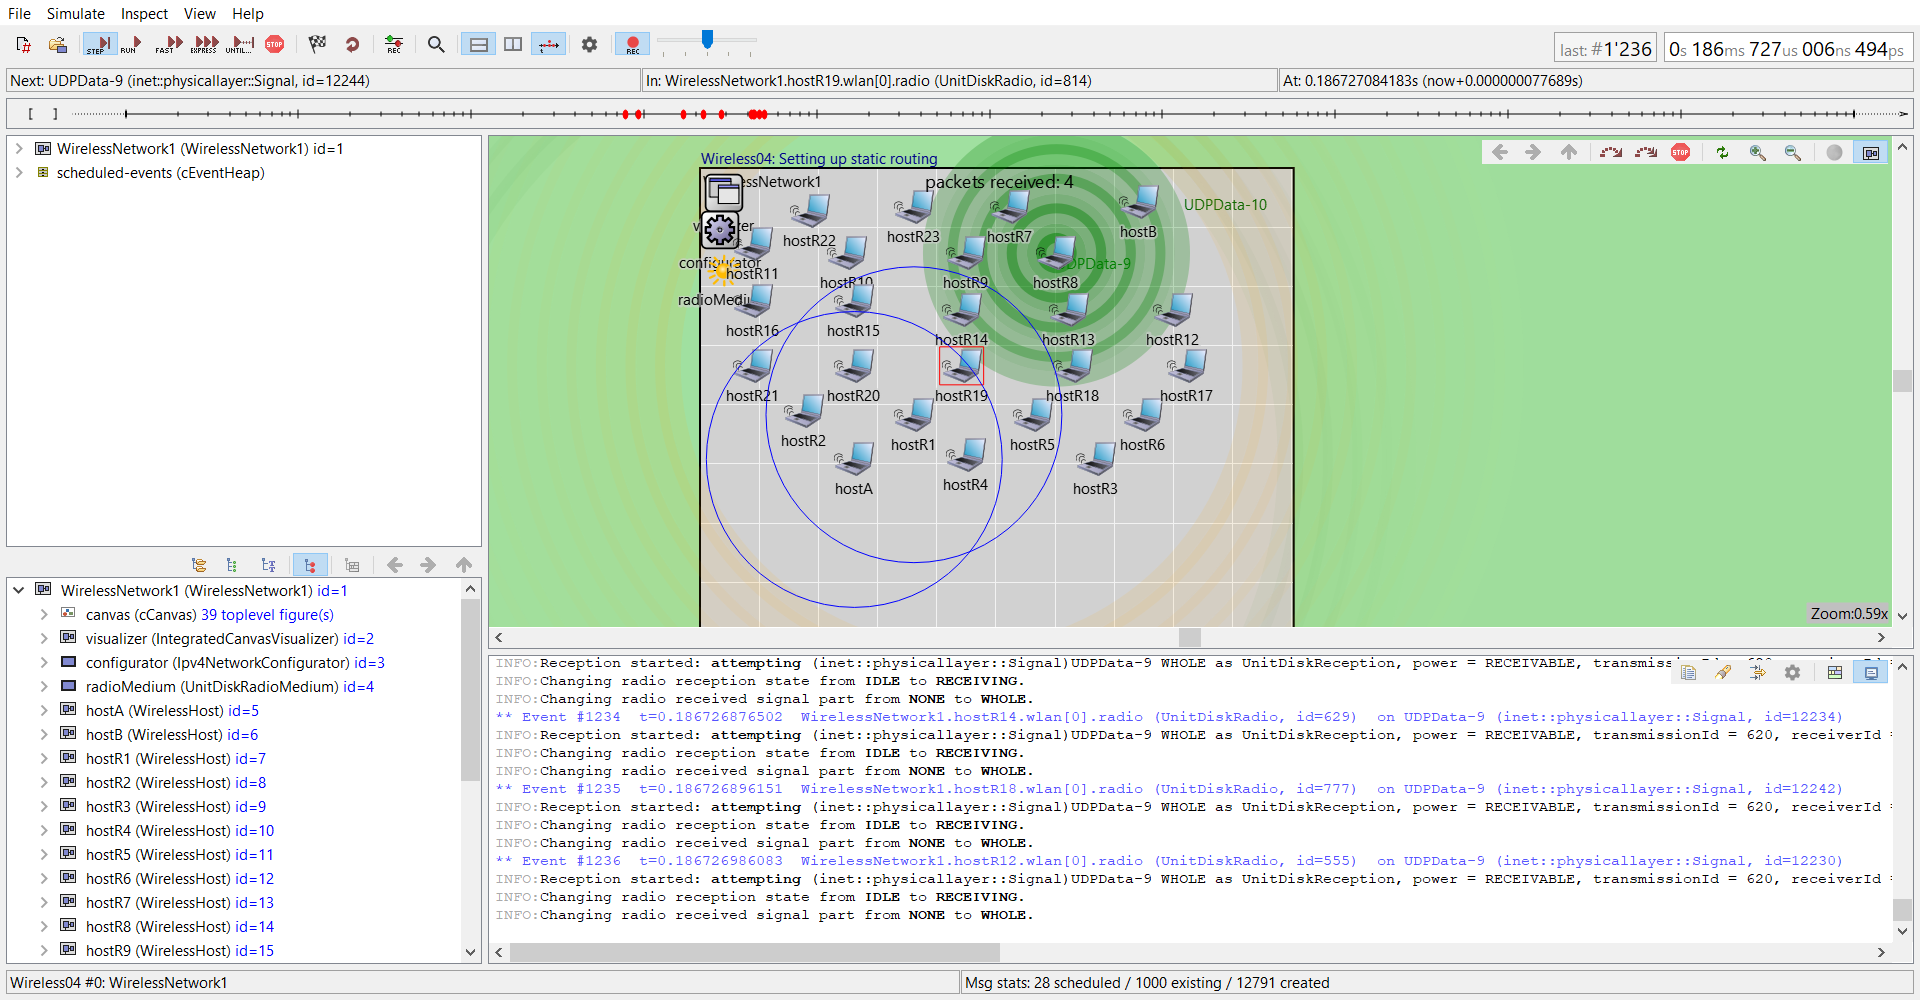 File Simulate Inspect View Help
STEP RUN FAST EXPRESS UNTIL... STOP REC REC
last: #1'236 0s 186ms 727us 006ns 494ps
Next: UDPData-9 (inet::physicallayer::Signal, id=12244) In: WirelessNetwork1.hostR19.wlan[0].radio (UnitDiskRadio, id=814) At: 0.186727084183s (now+0.000000077689s)
[ ]
WirelessNetwork1 (WirelessNetwork1) id=1
scheduled-events (cEventHeap)
WirelessNetwork1 (WirelessNetwork1) id=1
canvas (cCanvas) 39 toplevel figure(s)
visualizer (IntegratedCanvasVisualizer) id=2
configurator (Ipv4NetworkConfigurator) id=3
radioMedium (UnitDiskRadioMedium) id=4
hostA (WirelessHost) id=5
hostB (WirelessHost) id=6
hostR1 (WirelessHost) id=7
hostR2 (WirelessHost) id=8
hostR3 (WirelessHost) id=9
hostR4 (WirelessHost) id=10
hostR5 (WirelessHost) id=11
hostR6 (WirelessHost) id=12
hostR7 (WirelessHost) id=13
hostR8 (WirelessHost) id=14
hostR9 (WirelessHost) id=15
Wireless04: Setting up static routing
STOP
essNetwork1 packets received: 4
UDPData-10
hostR22 hostR23 hostR7 hostB
configurator
hostR11 hostR10 hostR9 hostR8 DPData-9
radioMedi
hostR16 hostR15 hostR14 hostR13 hostR12
hostR21 hostR20 hostR19 hostR18 hostR17
hostR2 hostR1 hostR5 hostR6
hostA hostR4 hostR3
Zoom:0.59x
INFO:Reception started: attempting (inet::physicallayer::Signal)UDPData-9 WHOLE as UnitDiskReception, power = RECEIVABLE,
INFO:Changing radio reception state from IDLE to RECEIVING.
INFO:Changing radio received signal part from NONE to WHOLE.
** Event #1234 t=0.186726876502 WirelessNetwork1.hostR14.wlan[0].radio (UnitDiskRadio, id=629) on UDPData-9 (inet::physicallayer::Signal, id=12234)
INFO:Reception started: attempting (inet::physicallayer::Signal)UDPData-9 WHOLE as UnitDiskReception, power = RECEIVABLE, transmissionId = 620, receiverId =
INFO:Changing radio reception state from IDLE to RECEIVING.
INFO:Changing radio received signal part from NONE to WHOLE.
** Event #1235 t=0.186726896151 WirelessNetwork1.hostR18.wlan[0].radio (UnitDiskRadio, id=777) on UDPData-9 (inet::physicallayer::Signal, id=12242)
INFO:Reception started: attempting (inet::physicallayer::Signal)UDPData-9 WHOLE as UnitDiskReception, power = RECEIVABLE, transmissionId = 620, receiverId =
INFO:Changing radio reception state from IDLE to RECEIVING.
INFO:Changing radio received signal part from NONE to WHOLE.
** Event #1236 t=0.186726986083 WirelessNetwork1.hostR12.wlan[0].radio (UnitDiskRadio, id=555) on UDPData-9 (inet::physicallayer::Signal, id=12230)
INFO:Reception started: attempting (inet::physicallayer::Signal)UDPData-9 WHOLE as UnitDiskReception, power = RECEIVABLE, transmissionId = 620, receiverId =
INFO:Changing radio reception state from IDLE to RECEIVING.
INFO:Changing radio received signal part from NONE to WHOLE.
Wireless04 #0: WirelessNetwork1 Msg stats: 28 scheduled / 1000 existing / 12791 created